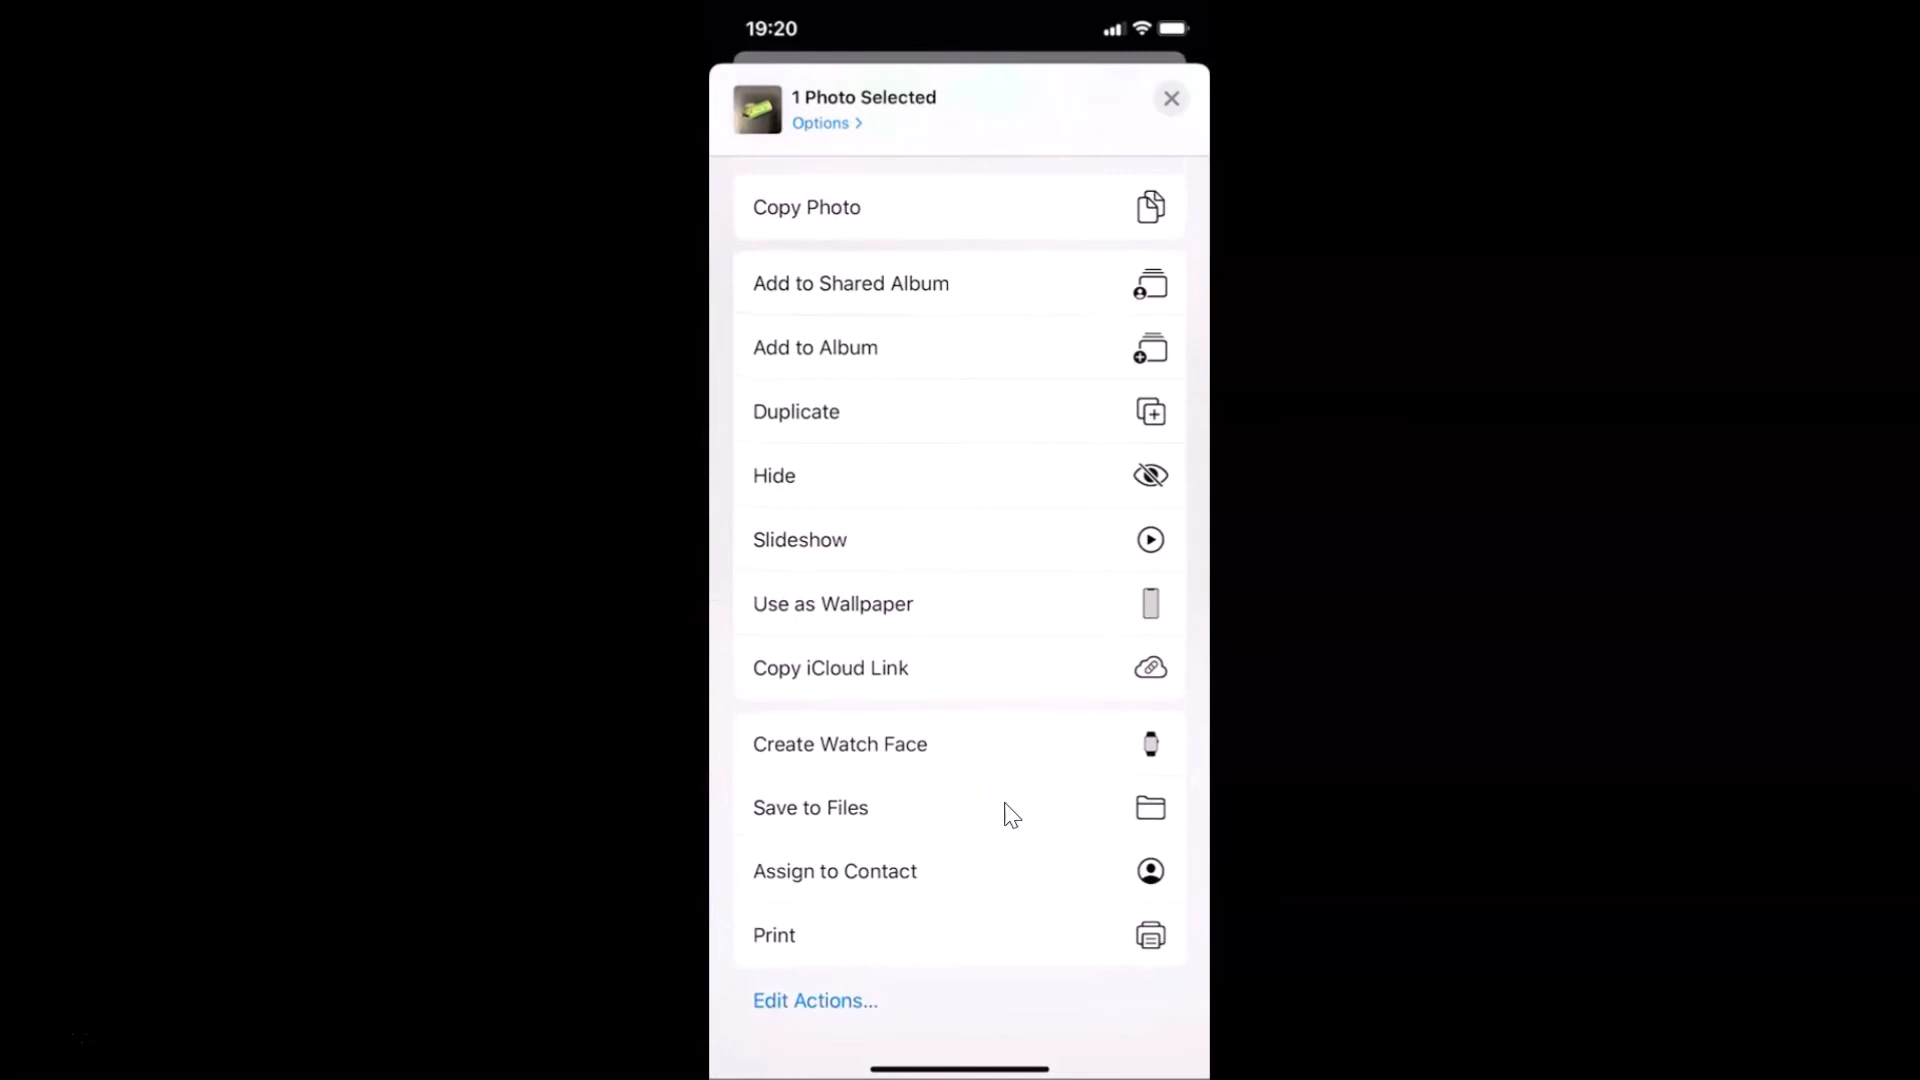 19:20
1 Photo Selected
Options >
Copy Photo
Add to Shared Album
Add to Album
Duplicate
Hide
Slideshow
Use as Wallpaper
Copy iCloud Link
Create Watch Face
Save to Files
Assign to Contact
Print
Edit Actions...